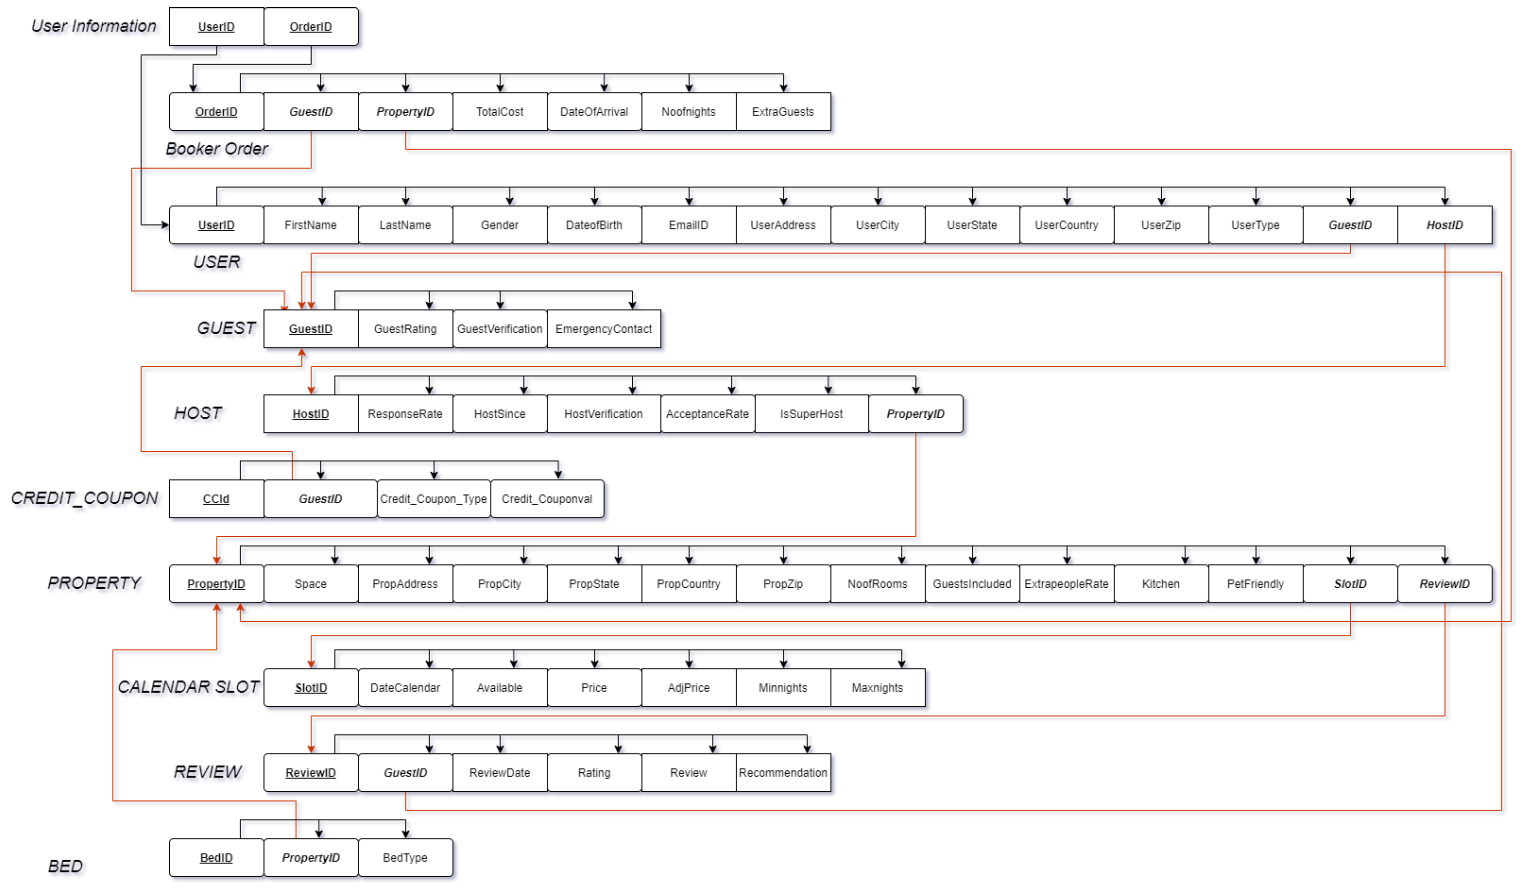 User Information UserID OrderID
OrderID GuestID PropertyID TotalCost DateOfArrival Noofnights ExtraGuests
Booker Order
UserID FirstName LastName Gender DateofBirth EmailID UserAddress UserCity UserState UserCountry UserZip UserType GuestID HostID
USER
GUEST GuestID GuestRating GuestVerification EmergencyContact
HOST HostID ResponseRate HostSince HostVerification AcceptanceRate IsSuperHost PropertyID
CREDIT_COUPON CCId GuestID Credit_Coupon_Type Credit_Couponval
PROPERTY PropertyID Space PropAddress PropCity PropState PropCountry PropZip NoofRooms GuestsIncluded ExtrapeopleRate Kitchen PetFriendly SlotID ReviewID
CALENDAR SLOT SlotID DateCalendar Available Price AdjPrice Minnights Maxnights
REVIEW ReviewID GuestID ReviewDate Rating Review Recommendation
BED BedID PropertyID BedType